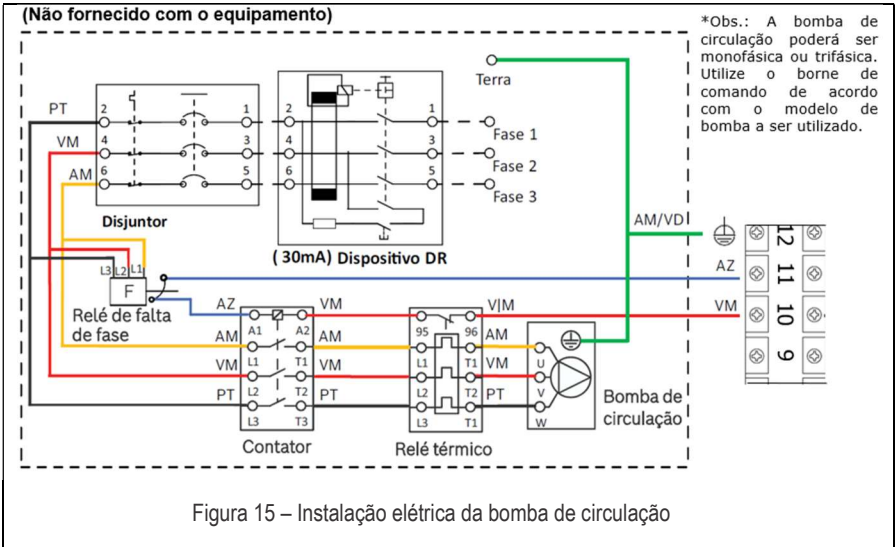 (Não fornecido com o equipamento)
*Obs.: A bomba de
circulação poderá ser
monofásica ou trifásica.
Utilize o borne de
comando de acordo
com o modelo de
bomba a ser utilizado.
Terra
PT
2
1
2
1
Fase 1
VM
4
3
4
3
Fase 2
AM
6
5
6
5
Fase 3
Disjuntor
( 30mA) Dispositivo DR
AM/VD
12
L3 L2 L1
F
AZ
11
Relé de falta
de fase
AZ
VM
V|M
VM
10
A1
A2
95
96
AM
AM
AM
L1
T1
L1
T1
U
9
VM
VM
VM
L2
T2
L2
T2
V
PT
PT
PT
Bomba de
circulação
L3
T3
L3
T1
W
Contator
Relé térmico
Figura 15 – Instalação elétrica da bomba de circulação